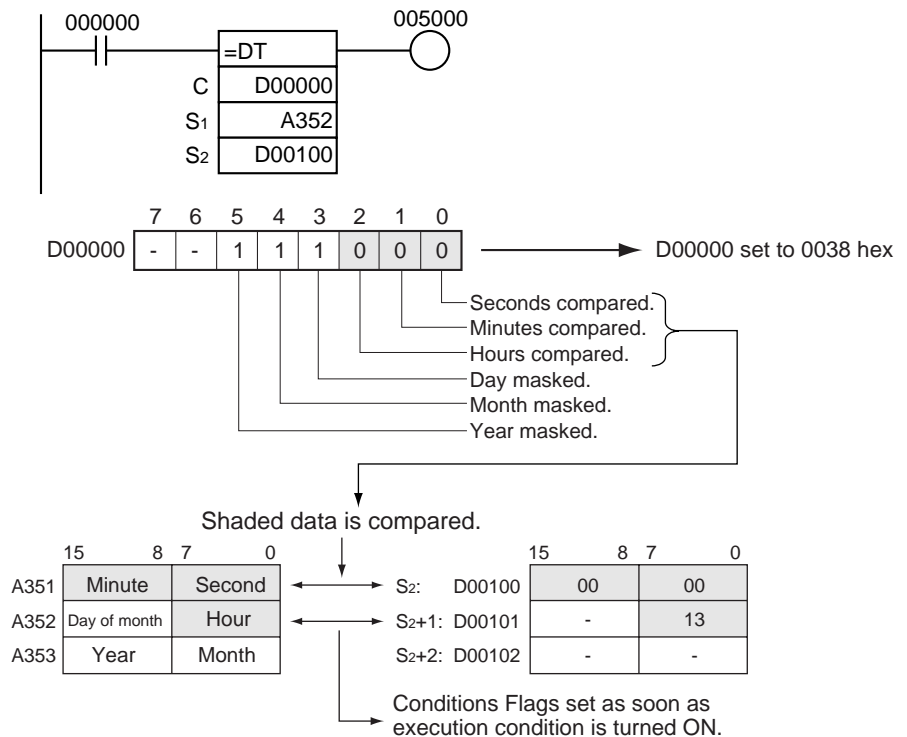 000000 005000
=DT
C D00000
S1 A352
S2 D00100
7 6 5 4 3 2 1 0
D00000 - - 1 1 1 0 0 0 D00000 set to 0038 hex
Seconds compared.
Minutes compared.
Hours compared.
Day masked.
Month masked.
Year masked.
Shaded data is compared.
15 8 7 0 15 8 7 0
A351 Minute Second S2: D00100 00 00
A352 Day of month Hour S2+1: D00101 - 13
A353 Year Month S2+2: D00102 - -
Conditions Flags set as soon as
execution condition is turned ON.